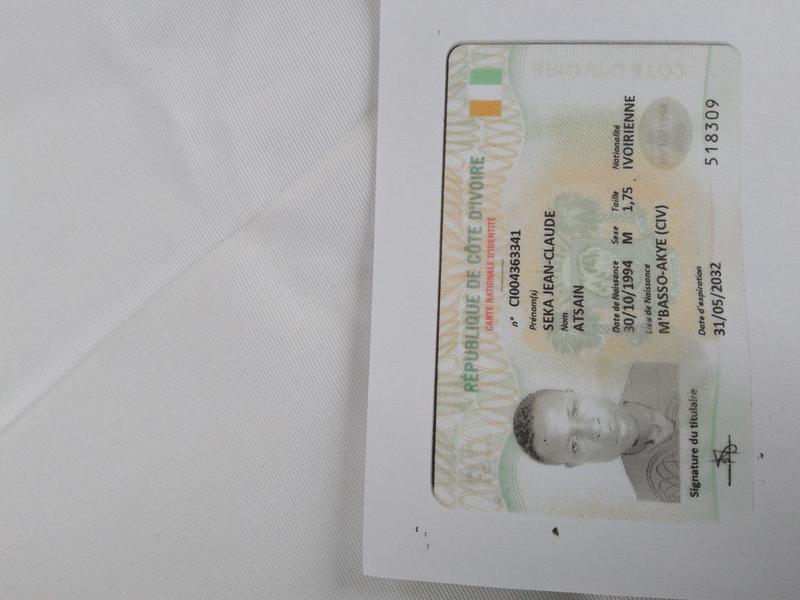 CÔTE D'IVOIRE
RÉPUBLIQUE DE CÔTE D'IVOIRE
CARTE NATIONALE D'IDENTITÉ
n° CI004363341
Prénom(s)
SEKA JEAN-CLAUDE
Nom
ATSAIN
Date de Naissance Sexe Taille Nationalité
30/10/1994 M 1,75 IVOIRIENNE
Lieu de Naissance
M'BASSO-AKYE (CIV)
Signature du titulaire
Date d'expiration
31/05/2032
518309